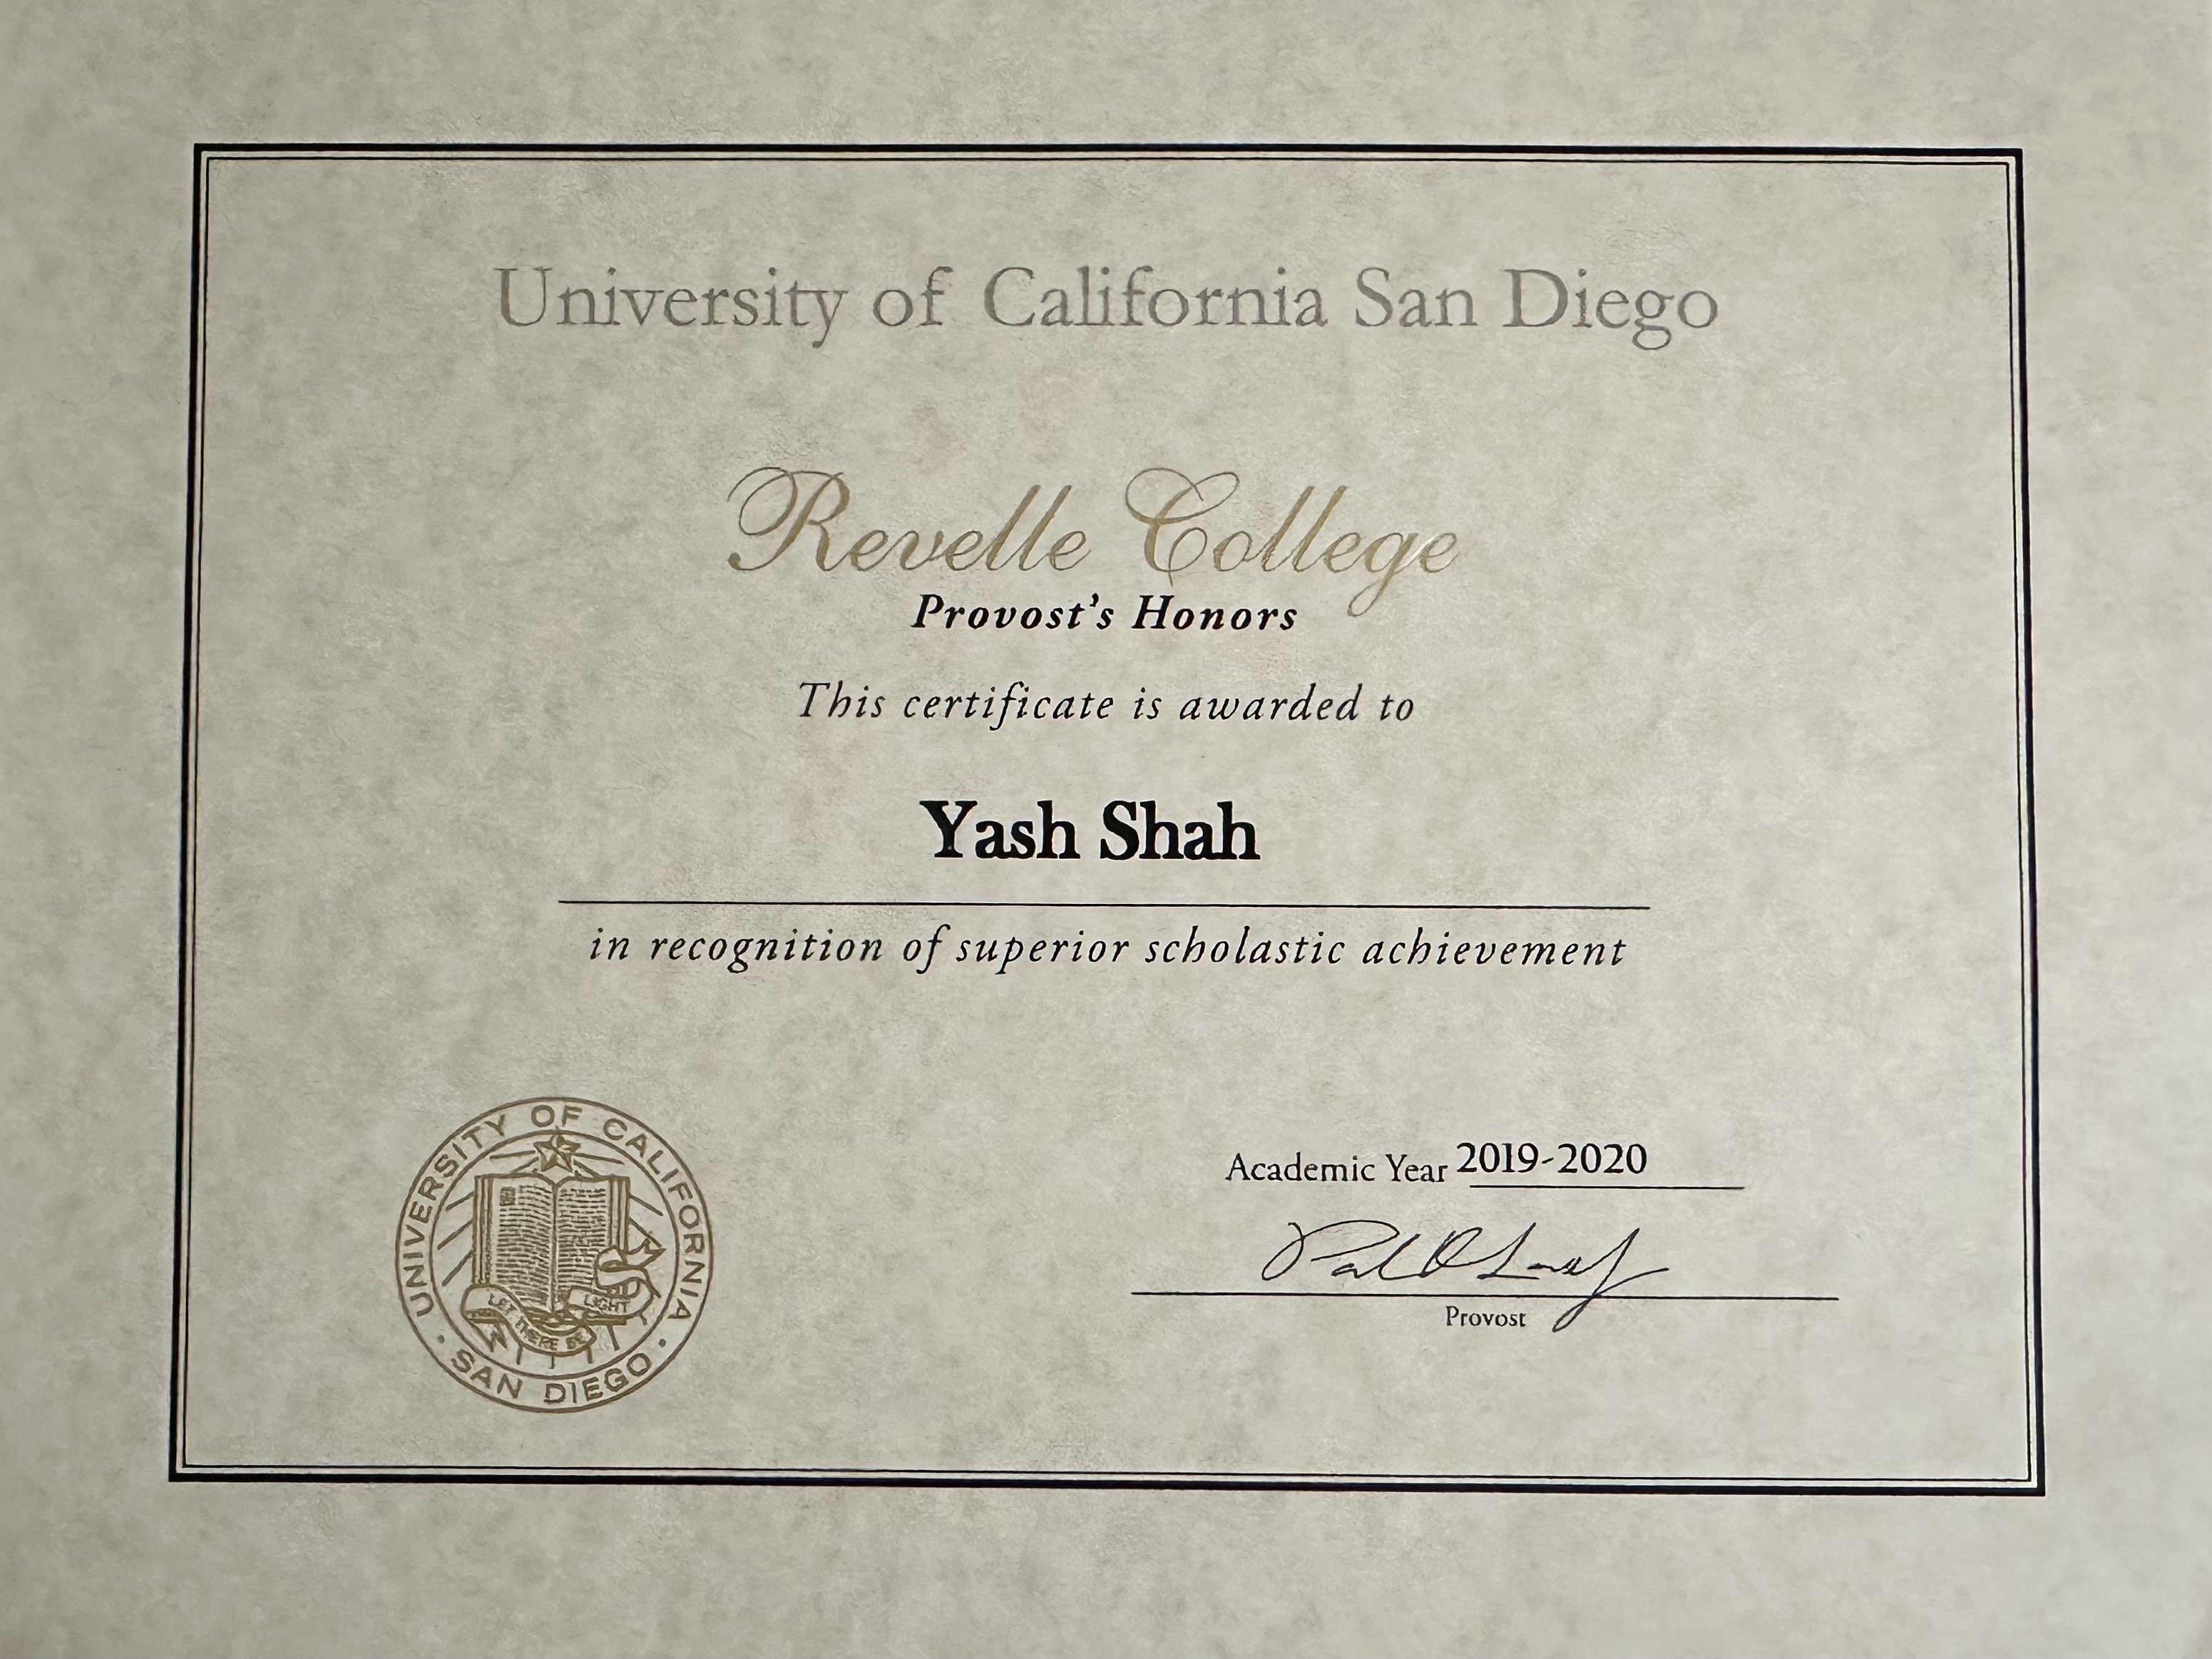 University of California San Diego
Revelle College
Provost's Honors
This certificate is awarded to
Yash Shah
in recognition of superior scholastic achievement
UNIVERSITY OF CALIFORNIA
LET THERE BE LIGHT
· SAN DIEGO ·
Academic Year 2019-2020
Provost